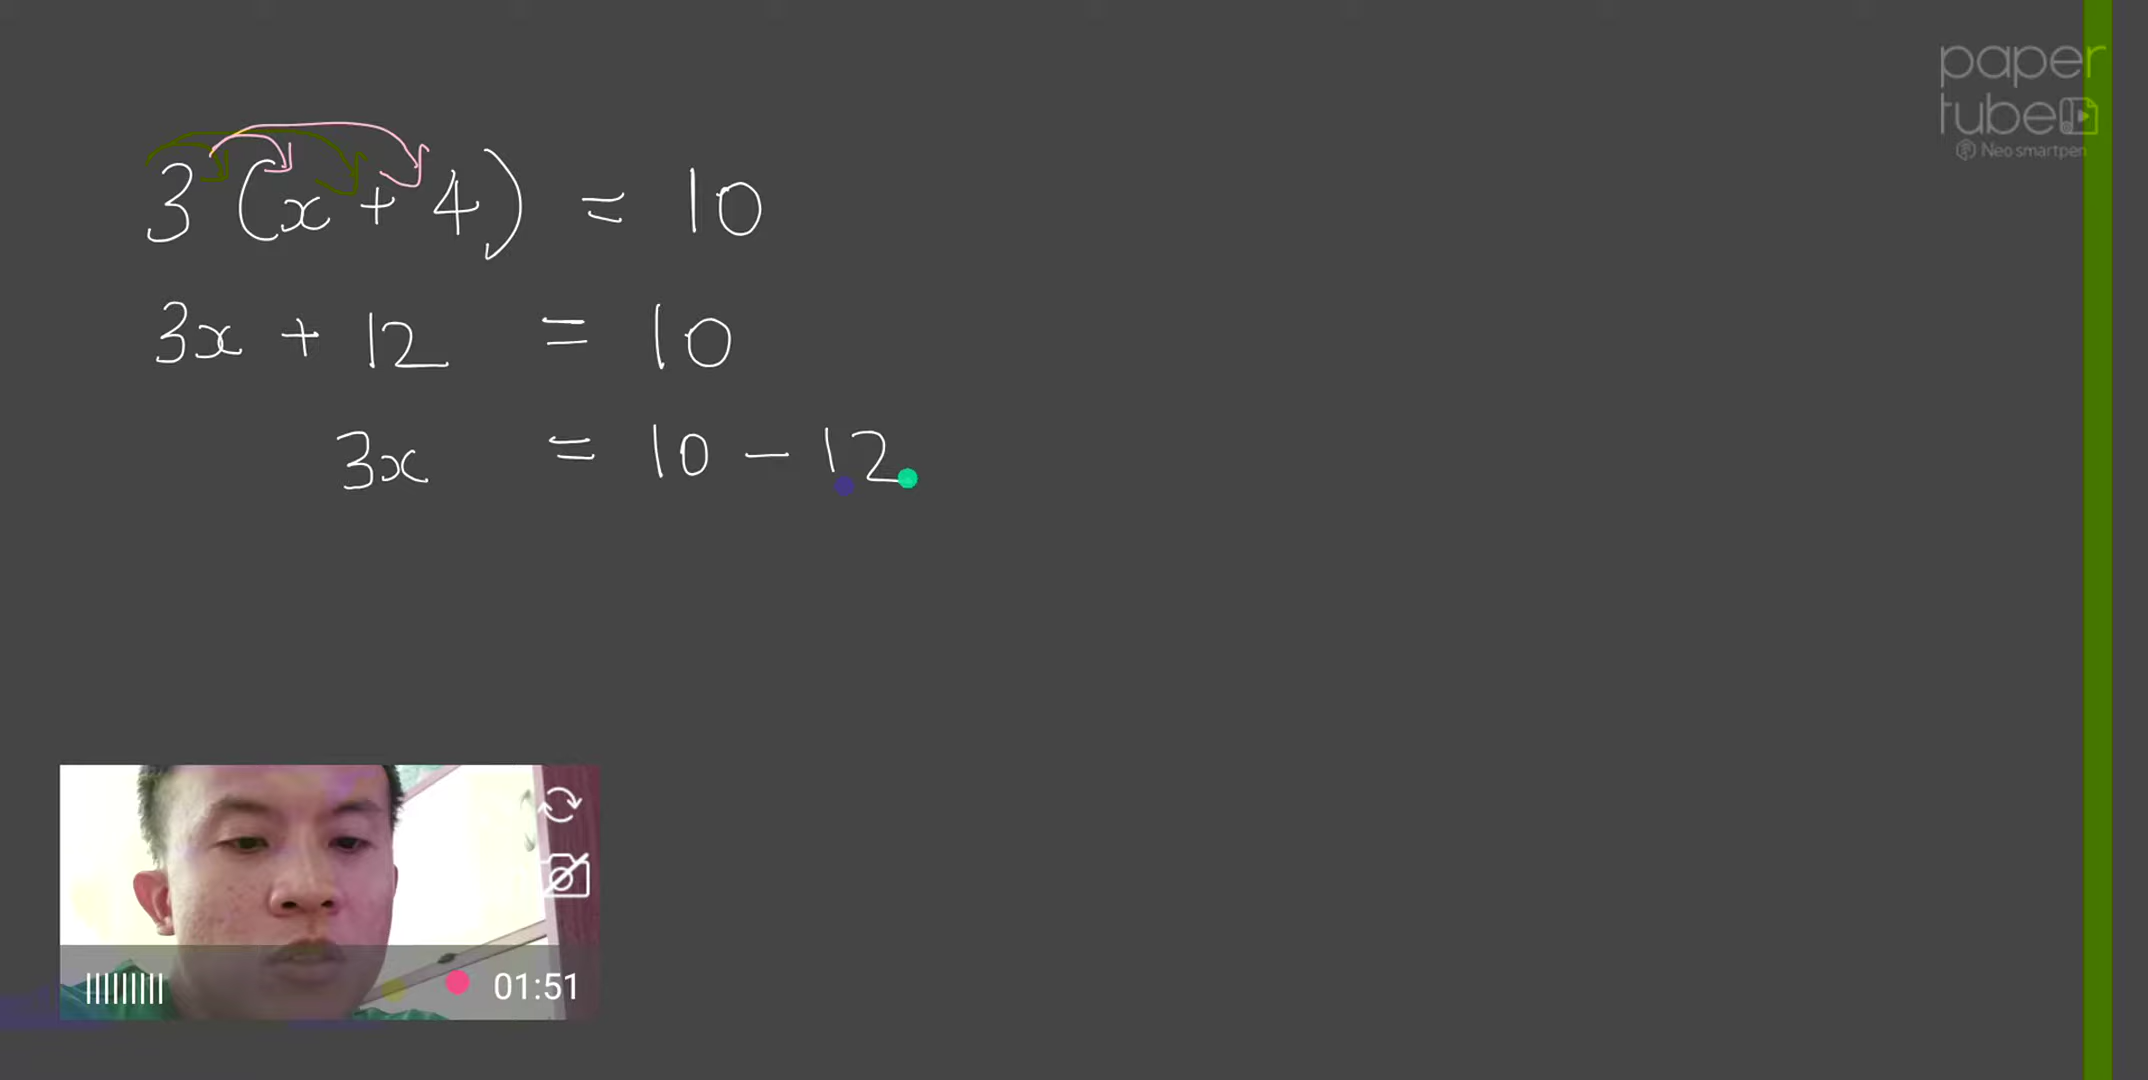 paper
tube
Neo smartpen
3(x + 4) = 10
3x + 12 = 10
3x = 10 - 12
01:51